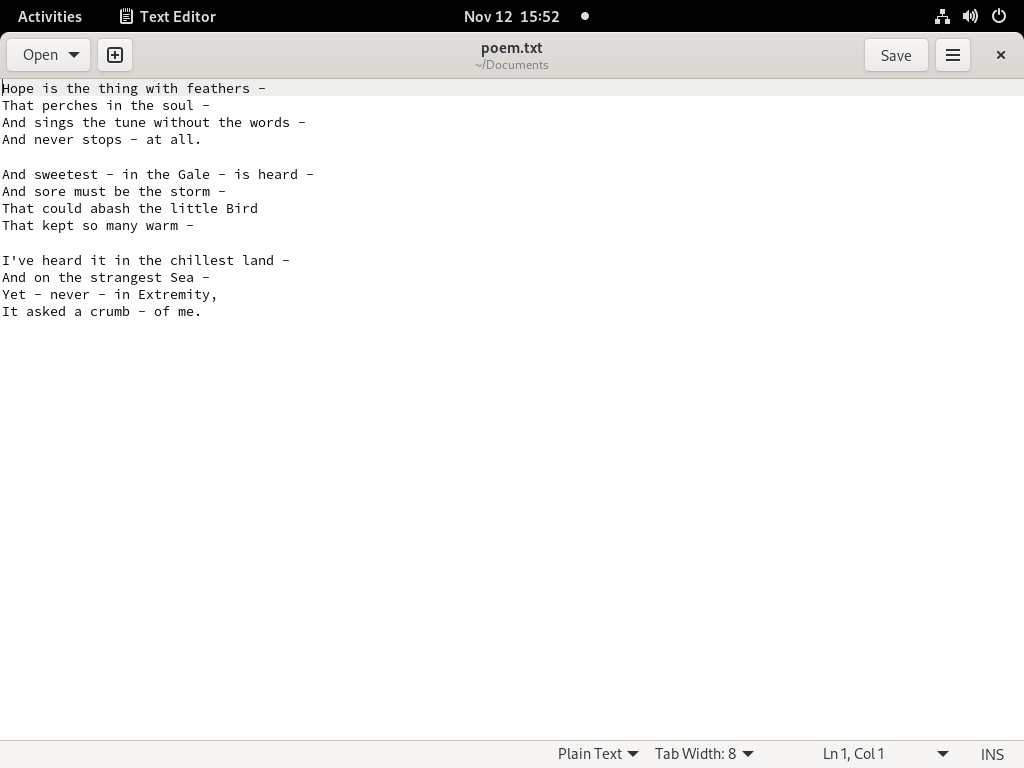 Activities
Text Editor
Nov 12 15:52
Open
poem.txt
~/Documents
Save
Hope is the thing with feathers –
That perches in the soul –
And sings the tune without the words –
And never stops – at all.

And sweetest – in the Gale – is heard –
And sore must be the storm –
That could abash the little Bird
That kept so many warm –

I've heard it in the chillest land –
And on the strangest Sea –
Yet – never – in Extremity,
It asked a crumb – of me.
Plain Text
Tab Width: 8
Ln 1, Col 1
INS